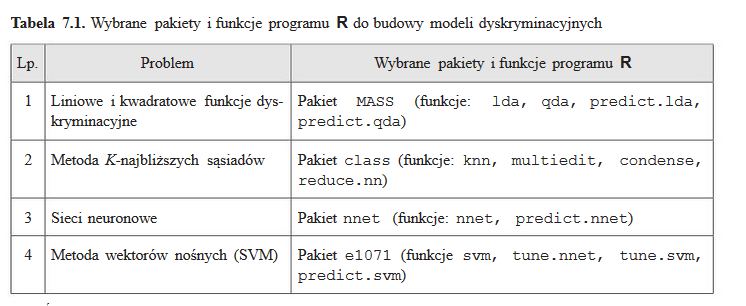 Tabela 7.1. Wybrane pakiety i funkcje programu R do budowy modeli dyskryminacyjnych
Lp. Problem Wybrane pakiety i funkcje programu R
1 Liniowe i kwadratowe funkcje dys- Pakiet MASS (funkcje: lda, qda, predict.lda,
kryminacyjne predict.qda)
2 Metoda K-najbliższych sąsiadów Pakiet class (funkcje: knn, multiedit, condense,
reduce.nn)
3 Sieci neuronowe Pakiet nnet (funkcje: nnet, predict.nnet)
4 Metoda wektorów nośnych (SVM) Pakiet e1071 (funkcje svm, tune.nnet, tune.svm,
predict.svm)